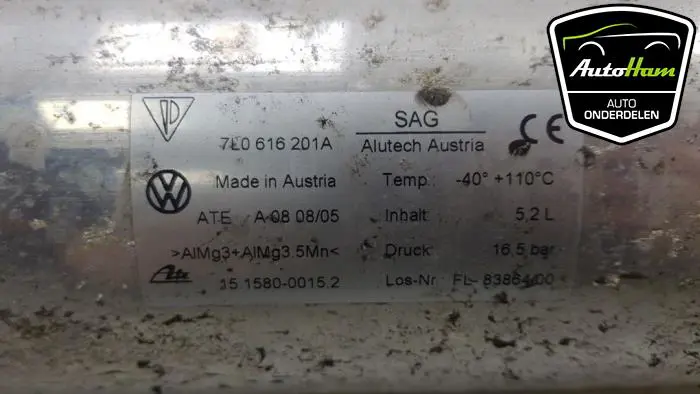 7L0 616 201A
Made in Austria
ATE A 08 08/05
>AlMg3+AlMg3.5Mn<
Ate
15.1580-0015.2
SAG
Alutech Austria
CE
Temp.: -40° +110°C
Inhalt: 5,2 L
Druck: 16,5 bar
Los-Nr. FL- 83864/00
AutoHam
AUTO
ONDERDELEN